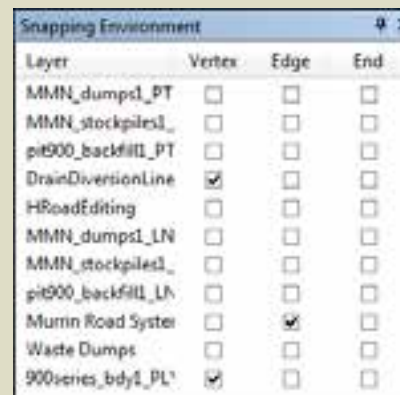 Snapping Environment
Layer Vertex Edge End
MMN_dumps1_PT
MMN_stockpiles1_
pit900_backfill1_PT
DrainDiversionLine
HRoadEditing
MMN_dumps1_LN
MMN_stockpiles1_
pit900_backfill1_LN
Murrin Road Syster
Waste Dumps
900series_bdy1_PLY